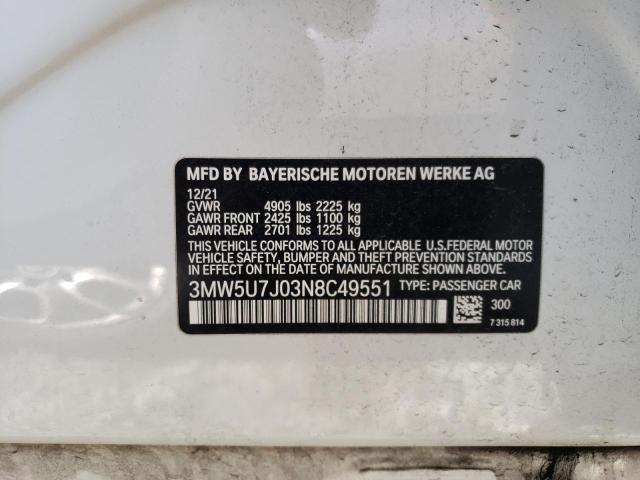 MFD BY BAYERISCHE MOTOREN WERKE AG
12/21
GVWR 4905 lbs 2225 kg
GAWR FRONT 2425 lbs 1100 kg
GAWR REAR 2701 lbs 1225 kg
THIS VEHICLE CONFORMS TO ALL APPLICABLE U.S.FEDERAL MOTOR
VEHICLE SAFETY, BUMPER AND THEFT PREVENTION STANDARDS
IN EFFECT ON THE DATE OF MANUFACTURE SHOWN ABOVE.
3MW5U7J03N8C49551 TYPE: PASSENGER CAR
300
7 315 814